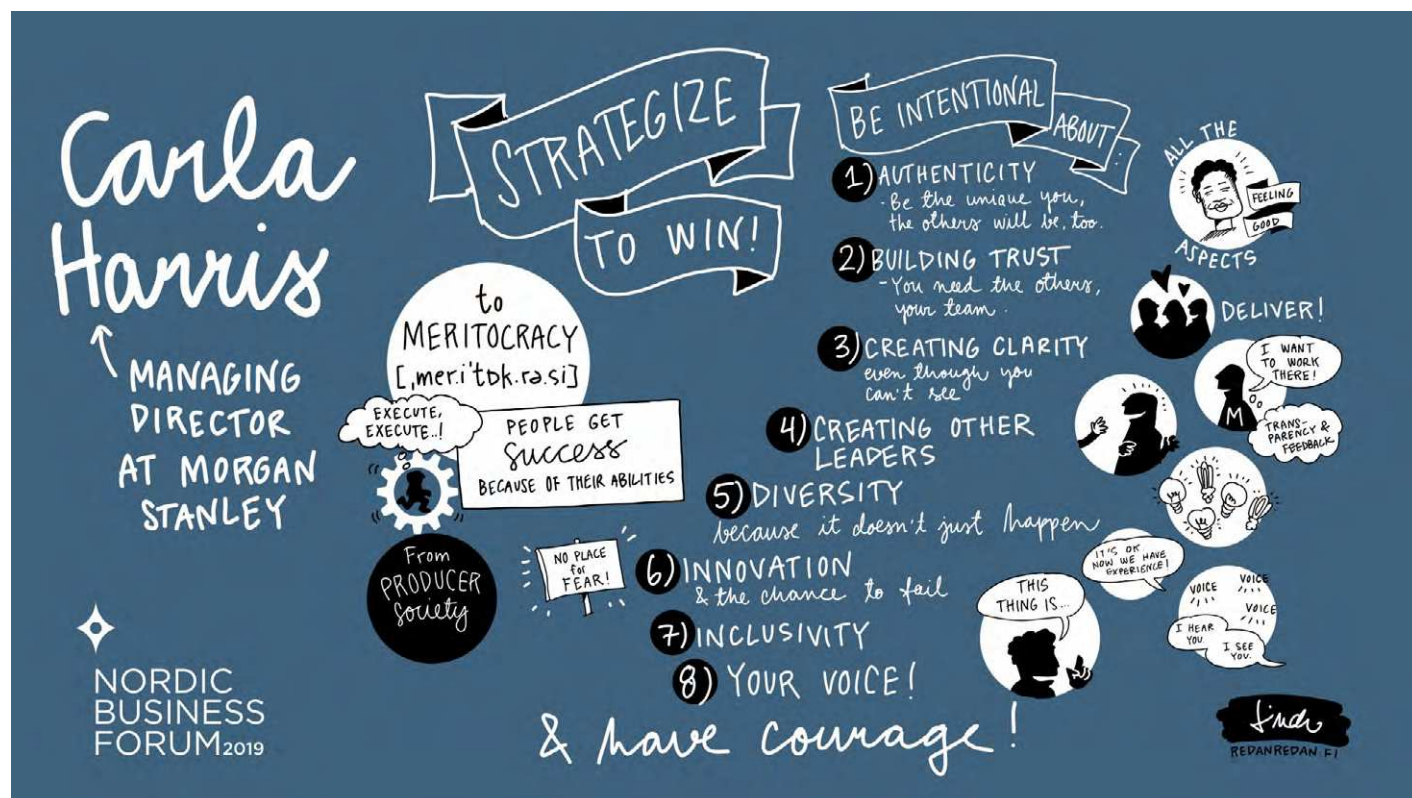 Carla
Harris
MANAGING
DIRECTOR
AT MORGAN
STANLEY
NORDIC
BUSINESS
FORUM2019
STRATEGIZE
TO WIN!
to
MERITOCRACY
[ˌmer.iˈtɒk.rə.si]
EXECUTE,
EXECUTE..!
PEOPLE GET
success
BECAUSE OF THEIR ABILITIES
From
PRODUCER
society
NO PLACE
for
FEAR!
BE INTENTIONAL
ABOUT:
1) AUTHENTICITY
- Be the unique you,
the others will be, too.
2) BUILDING TRUST
- You need the others,
your team.
3) CREATING CLARITY
even though you
can't see
4) CREATING OTHER
LEADERS
5) DIVERSITY
because it doesn't just happen
6) INNOVATION
& the chance to fail
7) INCLUSIVITY
8) YOUR VOICE!
& have courage!
ALL THE
FEELING
GOOD
ASPECTS
DELIVER!
I WANT
TO WORK
THERE!
M
TRANS-
PARENCY &
FEEDBACK
IT'S OK
NOW WE HAVE
EXPERIENCE!
THIS
THING IS...
VOICE
VOICE
VOICE
I HEAR
YOU.
I SEE
YOU.
REDANREDAN.FI